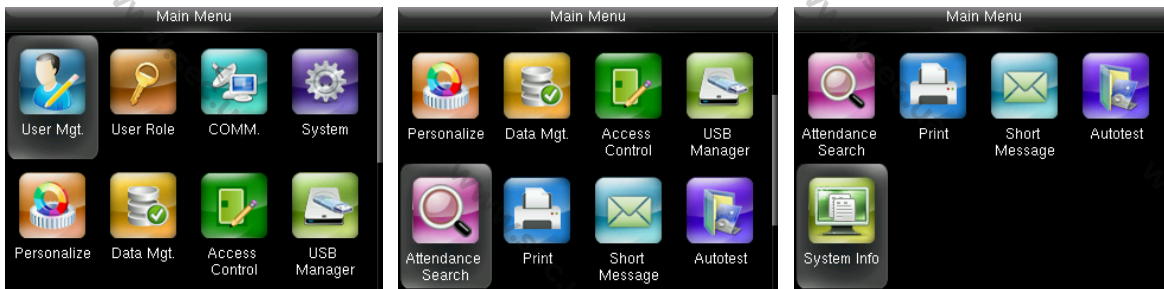 Main Menu
User Mgt.
User Role
COMM.
System
Personalize
Data Mgt.
Access
Control
USB
Manager
Main Menu
Personalize
Data Mgt.
Access
Control
USB
Manager
Attendance
Search
Print
Short
Message
Autotest
Main Menu
Attendance
Search
Print
Short
Message
Autotest
System Info